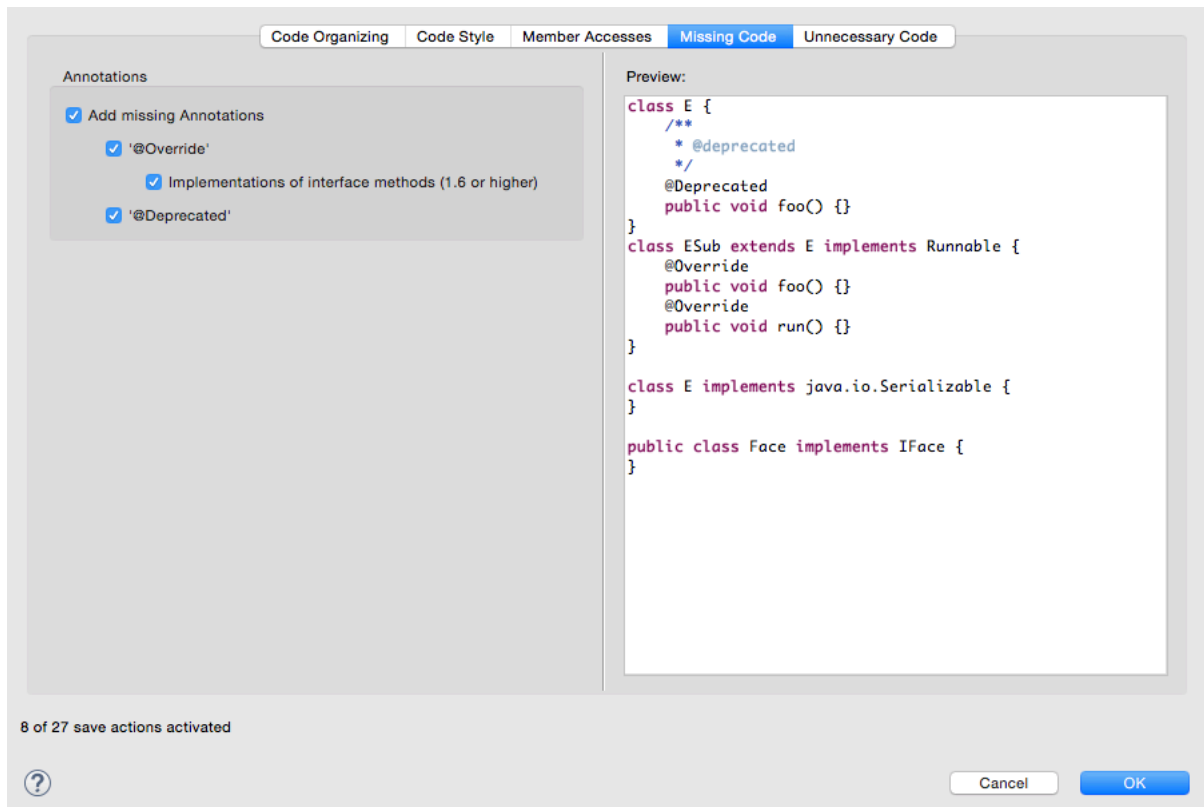 Code Organizing Code Style Member Accesses Missing Code Unnecessary Code
Annotations
Add missing Annotations
'@Override'
Implementations of interface methods (1.6 or higher)
'@Deprecated'
Preview:
class E {
    /**
     * @deprecated
     */
    @Deprecated
    public void foo() {}
}
class ESub extends E implements Runnable {
    @Override
    public void foo() {}
    @Override
    public void run() {}
}

class E implements java.io.Serializable {
}

public class Face implements IFace {
}
8 of 27 save actions activated
?
Cancel OK